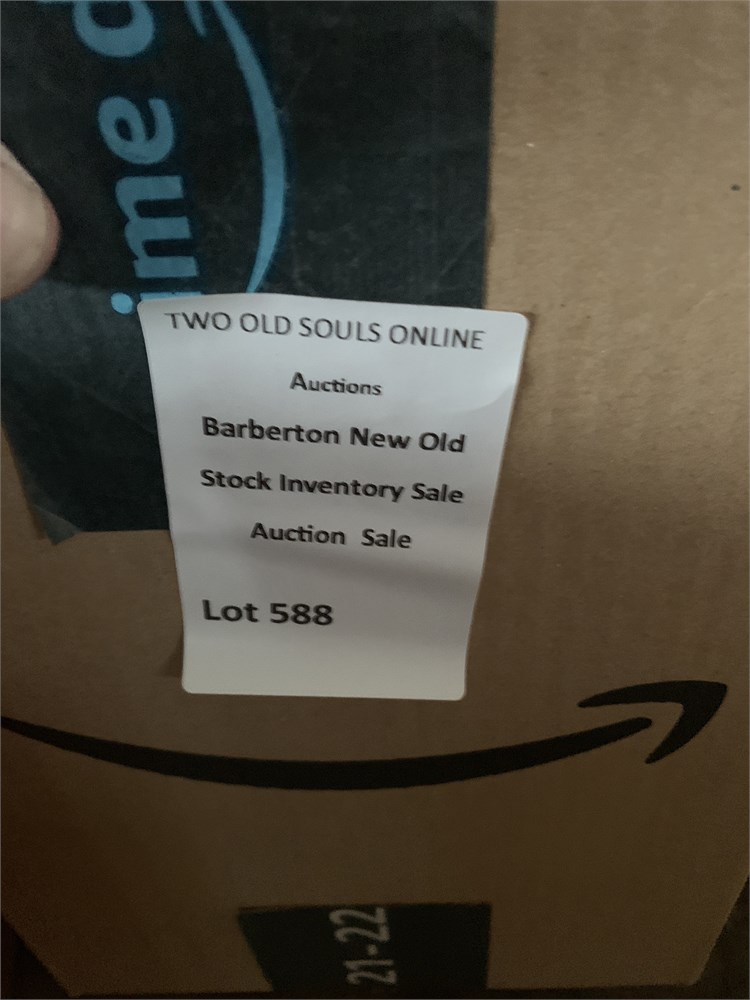 ime
TWO OLD SOULS ONLINE
Auctions
Barberton New Old
Stock Inventory Sale
Auction Sale
Lot 588
21-22